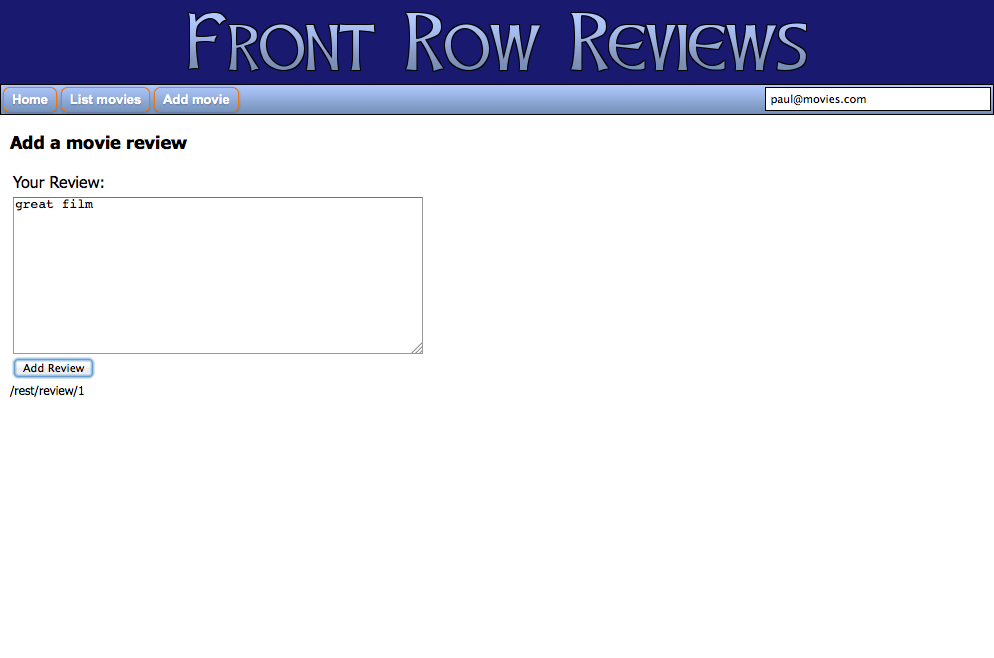 Front Row Reviews
Home List movies Add movie paul@movies.com
Add a movie review
Your Review:
great film
Add Review
/rest/review/1